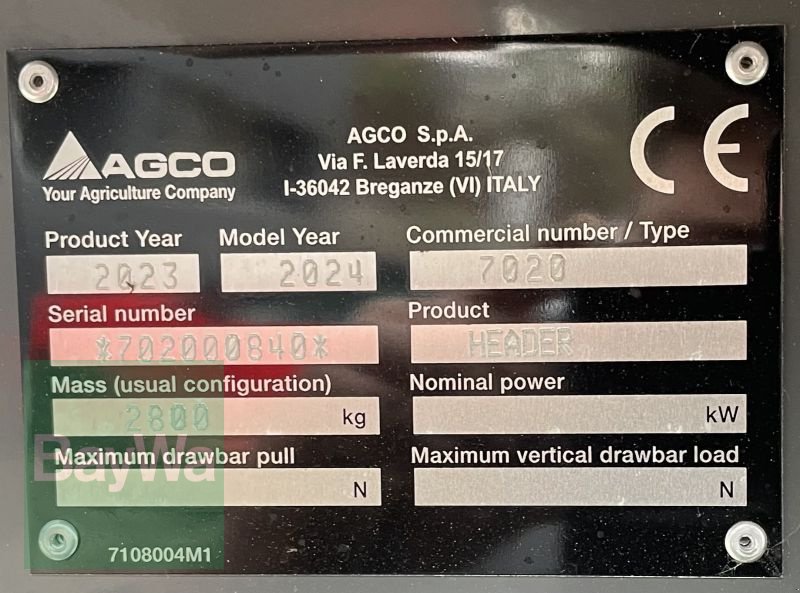 AGCO
Your Agriculture Company
AGCO S.p.A.
Via F. Laverda 15/17
I-36042 Breganze (VI) ITALY
CE
Product Year Model Year Commercial number / Type
2023 2024 7020
Serial number Product
*702000840* HEADER
Mass (usual configuration) Nominal power
2800 kg kW
BayWa
Maximum drawbar pull Maximum vertical drawbar load
N N
7108004M1